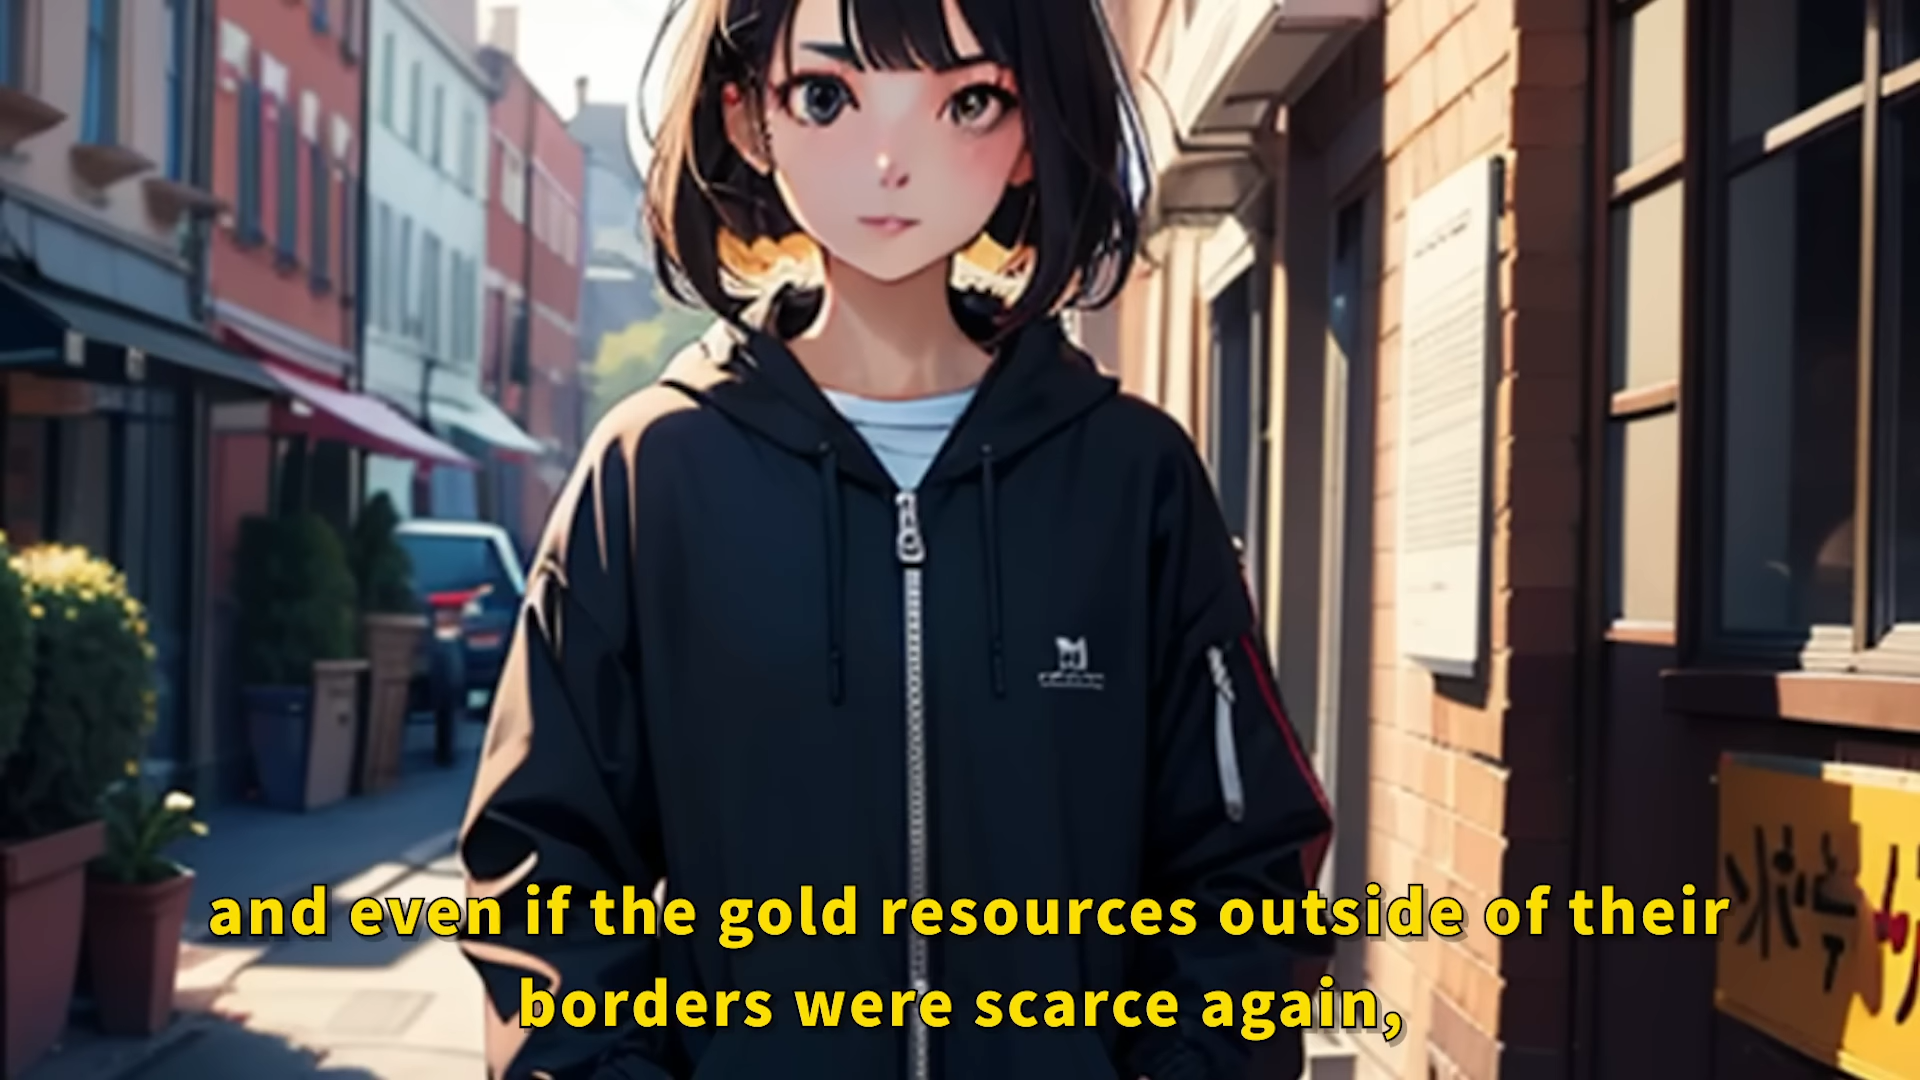 and even if the gold resources outside of their
borders were scarce again,